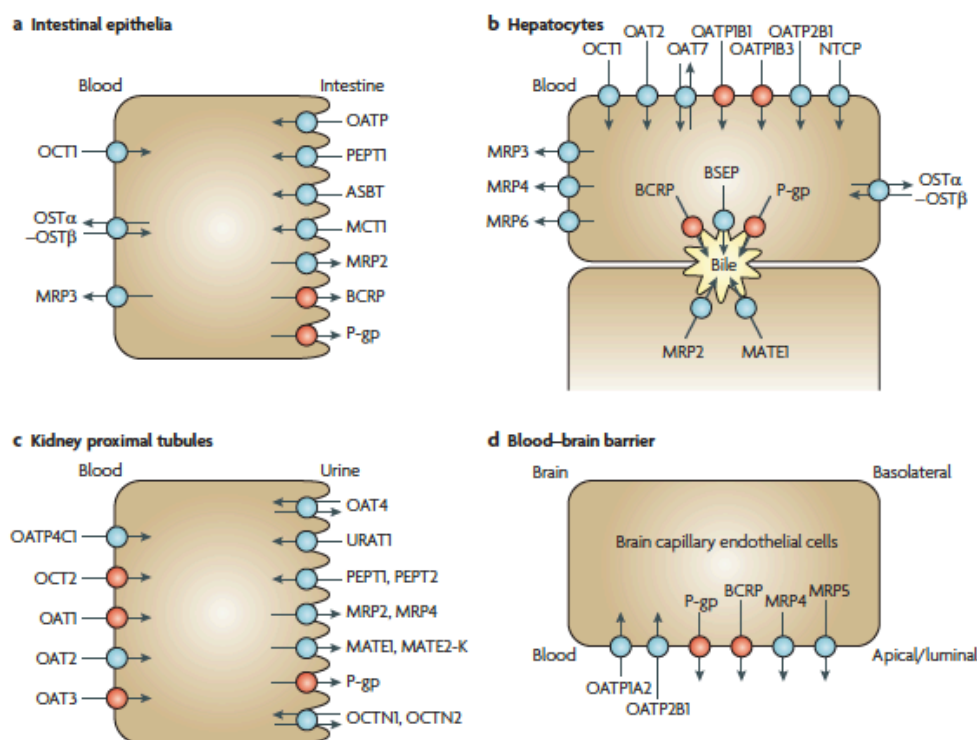 a Intestinal epithelia
Blood
Intestine
OCT1
OSTα
–OSTβ
MRP3
OATP
PEPT1
ASBT
MCT1
MRP2
BCRP
P-gp
b Hepatocytes
OAT2
OATP1B1
OATP2B1
OCT1
OAT7
OATP1B3
NTCP
Blood
MRP3
MRP4
MRP6
BSEP
BCRP
P-gp
OSTα
–OSTβ
Bile
MRP2
MATE1
c Kidney proximal tubules
Blood
Urine
OATP4C1
OCT2
OAT1
OAT2
OAT3
OAT4
URAT1
PEPT1, PEPT2
MRP2, MRP4
MATE1, MATE2-K
P-gp
OCTN1, OCTN2
d Blood–brain barrier
Brain
Basolateral
Brain capillary endothelial cells
P-gp
BCRP
MRP4
MRP5
Blood
Apical/luminal
OATP1A2
OATP2B1